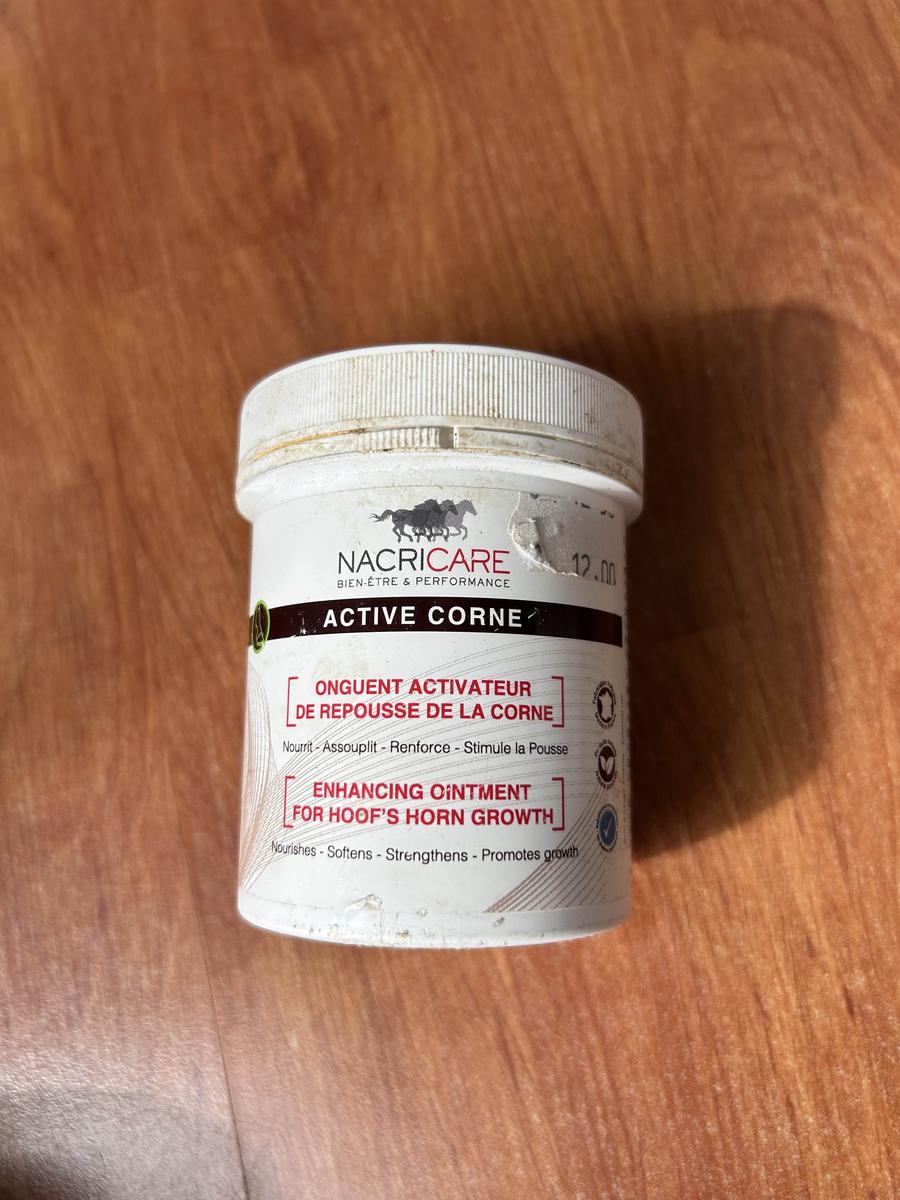 NACRICARE
BIEN-ÊTRE & PERFORMANCE
12.00
ACTIVE CORNE
ONGUENT ACTIVATEUR
DE REPOUSSE DE LA CORNE
Nourrit - Assouplit - Renforce - Stimule la Pousse
ENHANCING OINTMENT
FOR HOOF'S HORN GROWTH
Nourishes - Softens - Strengthens - Promotes growth